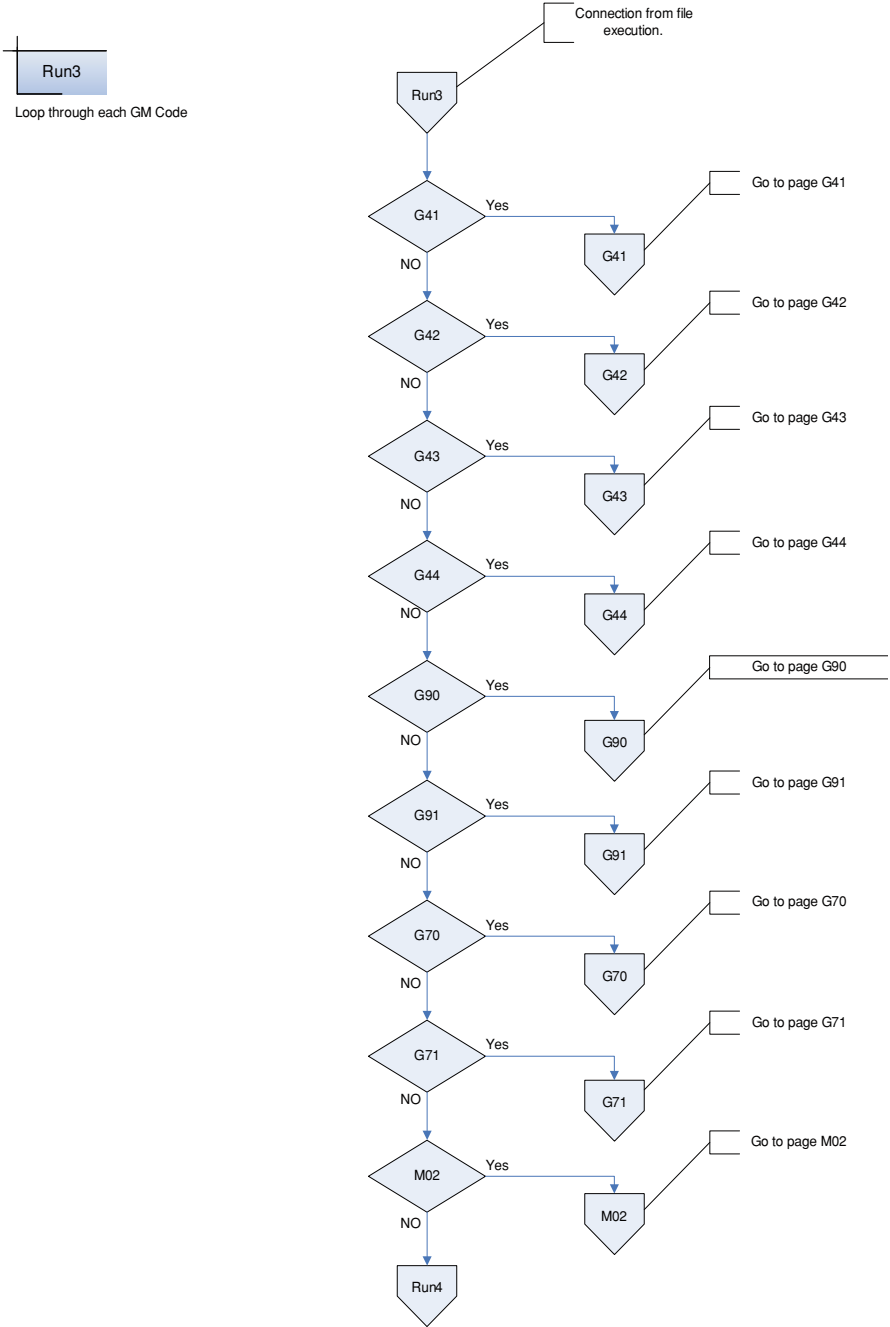 Connection from file
execution.
Run3
Loop through each GM Code
Run3
G41
Yes
G41
Go to page G41
NO
G42
Yes
G42
Go to page G42
NO
G43
Yes
G43
Go to page G43
NO
G44
Yes
G44
Go to page G44
NO
G90
Yes
G90
Go to page G90
NO
G91
Yes
G91
Go to page G91
NO
G70
Yes
G70
Go to page G70
NO
G71
Yes
G71
Go to page G71
NO
M02
Yes
M02
Go to page M02
NO
Run4